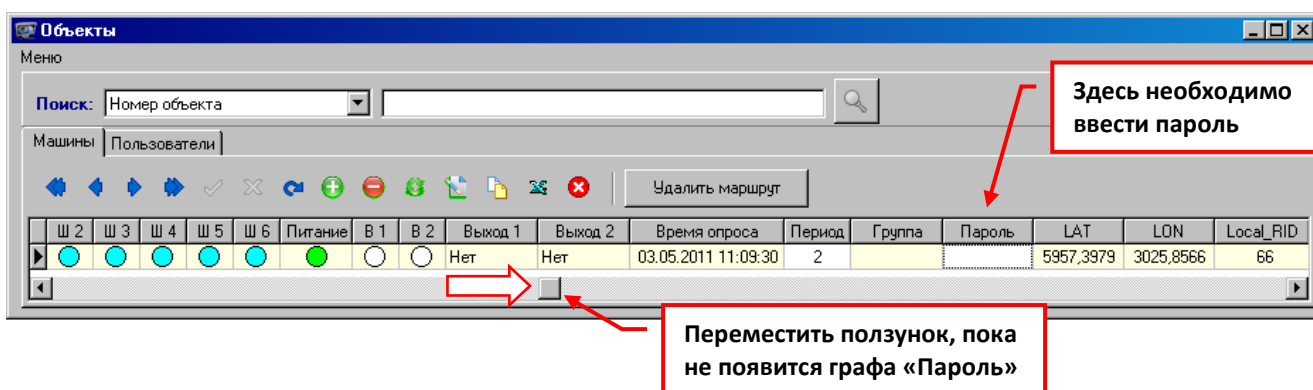 Объекты
Меню
Поиск: Номер объекта
Здесь необходимо
ввести пароль
Машины Пользователи
Удалить маршрут
Ш 2 Ш 3 Ш 4 Ш 5 Ш 6 Питание В 1 В 2 Выход 1 Выход 2 Время опроса Период Группа Пароль LAT LON Local_RID
Нет Нет 03.05.2011 11:09:30 2 5957,3979 3025,8566 66
Переместить ползунок, пока
не появится графа «Пароль»